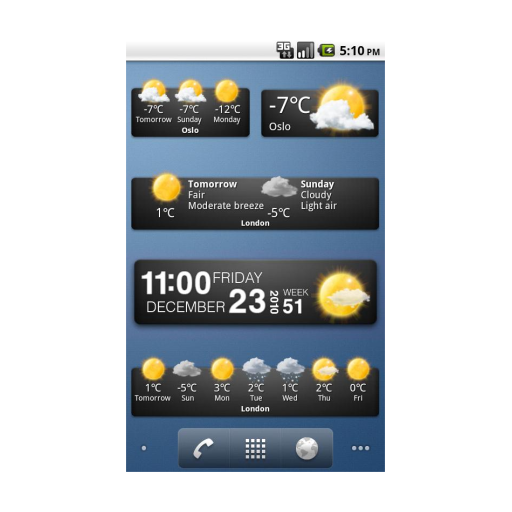 3G 5:10 PM
-7°C -7°C -12°C
Tomorrow Sunday Monday
Oslo
-7°C
Oslo
Tomorrow
Fair
Moderate breeze
1°C
Sunday
Cloudy
Light air
-5°C
London
11:00 FRIDAY
DECEMBER 23 2010 WEEK 51
1°C -5°C 3°C 2°C 1°C 2°C 0°C
Tomorrow Sun Mon Tue Wed Thu Fri
London